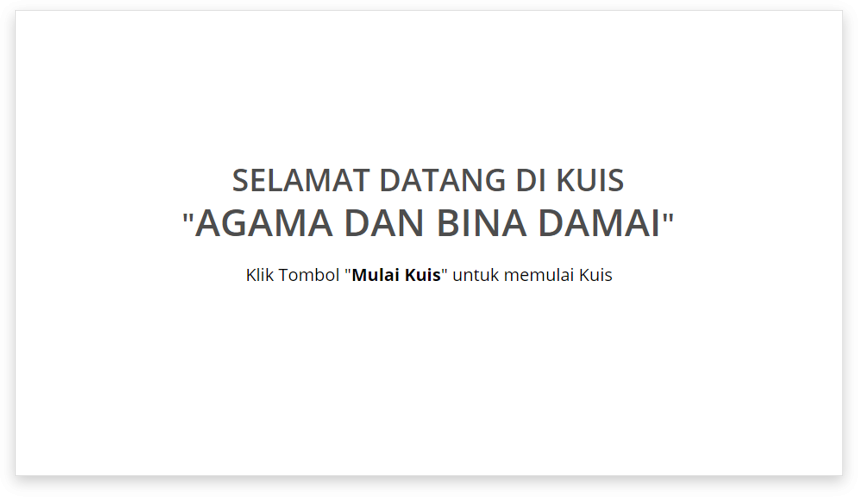 SELAMAT DATANG DI KUIS
"AGAMA DAN BINA DAMAI"
Klik Tombol "Mulai Kuis" untuk memulai Kuis